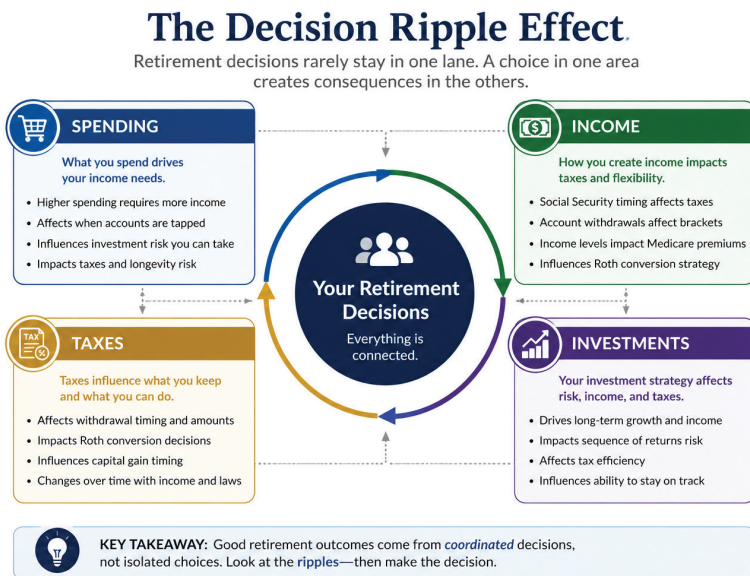 The Decision Ripple Effect.
Retirement decisions rarely stay in one lane. A choice in one area
creates consequences in the others.
SPENDING
What you spend drives
your income needs.
• Higher spending requires more income
• Affects when accounts are tapped
• Influences investment risk you can take
• Impacts taxes and longevity risk
INCOME
How you create income impacts
taxes and flexibility.
• Social Security timing affects taxes
• Account withdrawals affect brackets
• Income levels impact Medicare premiums
• Influences Roth conversion strategy
Your Retirement
Decisions
Everything is
connected.
TAX
%
TAXES
Taxes influence what you keep
and what you can do.
• Affects withdrawal timing and amounts
• Impacts Roth conversion decisions
• Influences capital gain timing
• Changes over time with income and laws
INVESTMENTS
Your investment strategy affects
risk, income, and taxes.
• Drives long-term growth and income
• Impacts sequence of returns risk
• Affects tax efficiency
• Influences ability to stay on track
KEY TAKEAWAY: Good retirement outcomes come from coordinated decisions,
not isolated choices. Look at the ripples—then make the decision.